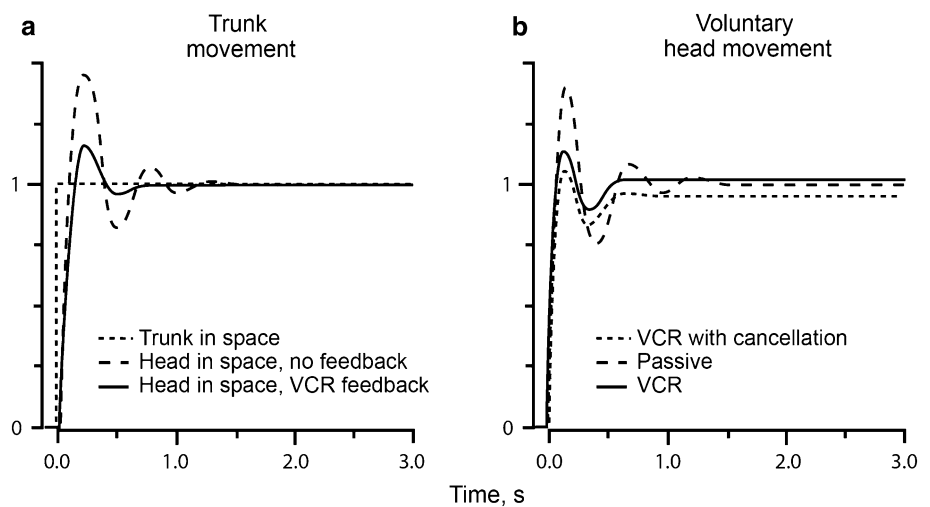 a
Trunk
movement
1
0
Trunk in space
Head in space, no feedback
Head in space, VCR feedback
0.0 1.0 2.0 3.0
b
Voluntary
head movement
1
0
VCR with cancellation
Passive
VCR
0.0 1.0 2.0 3.0
Time, s